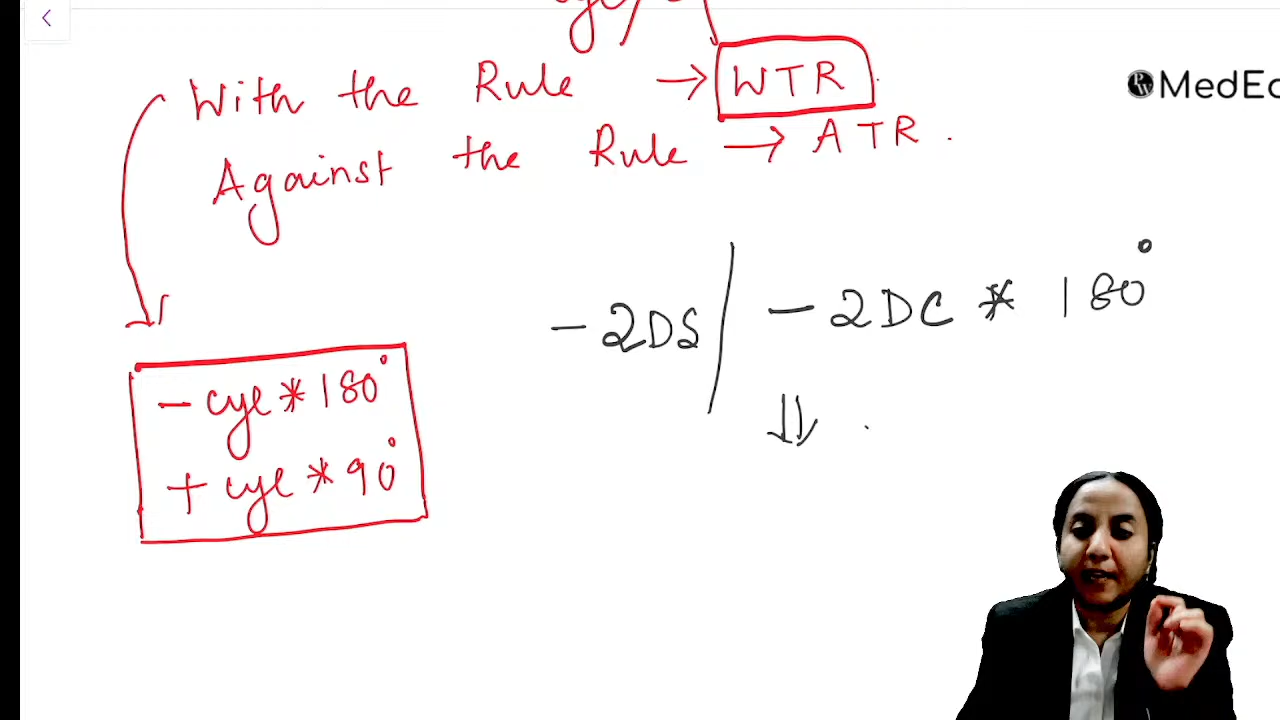 With the Rule → WTR
Against the Rule → ATR.
MedEd
-2DS / -2DC * 180°
- cyl * 180°
+ cyl * 90°